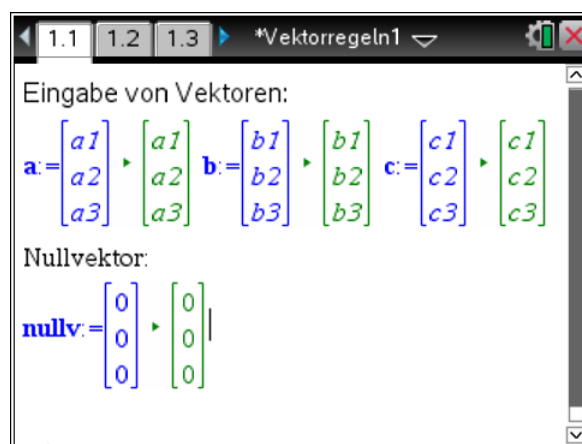 1.1 1.2 1.3 *Vektorregeln1
Eingabe von Vektoren:
a:=[a1 a2 a3] ▸ [a1 a2 a3] b:=[b1 b2 b3] ▸ [b1 b2 b3] c:=[c1 c2 c3] ▸ [c1 c2 c3]
Nullvektor:
nullv:=[0 0 0] ▸ [0 0 0]